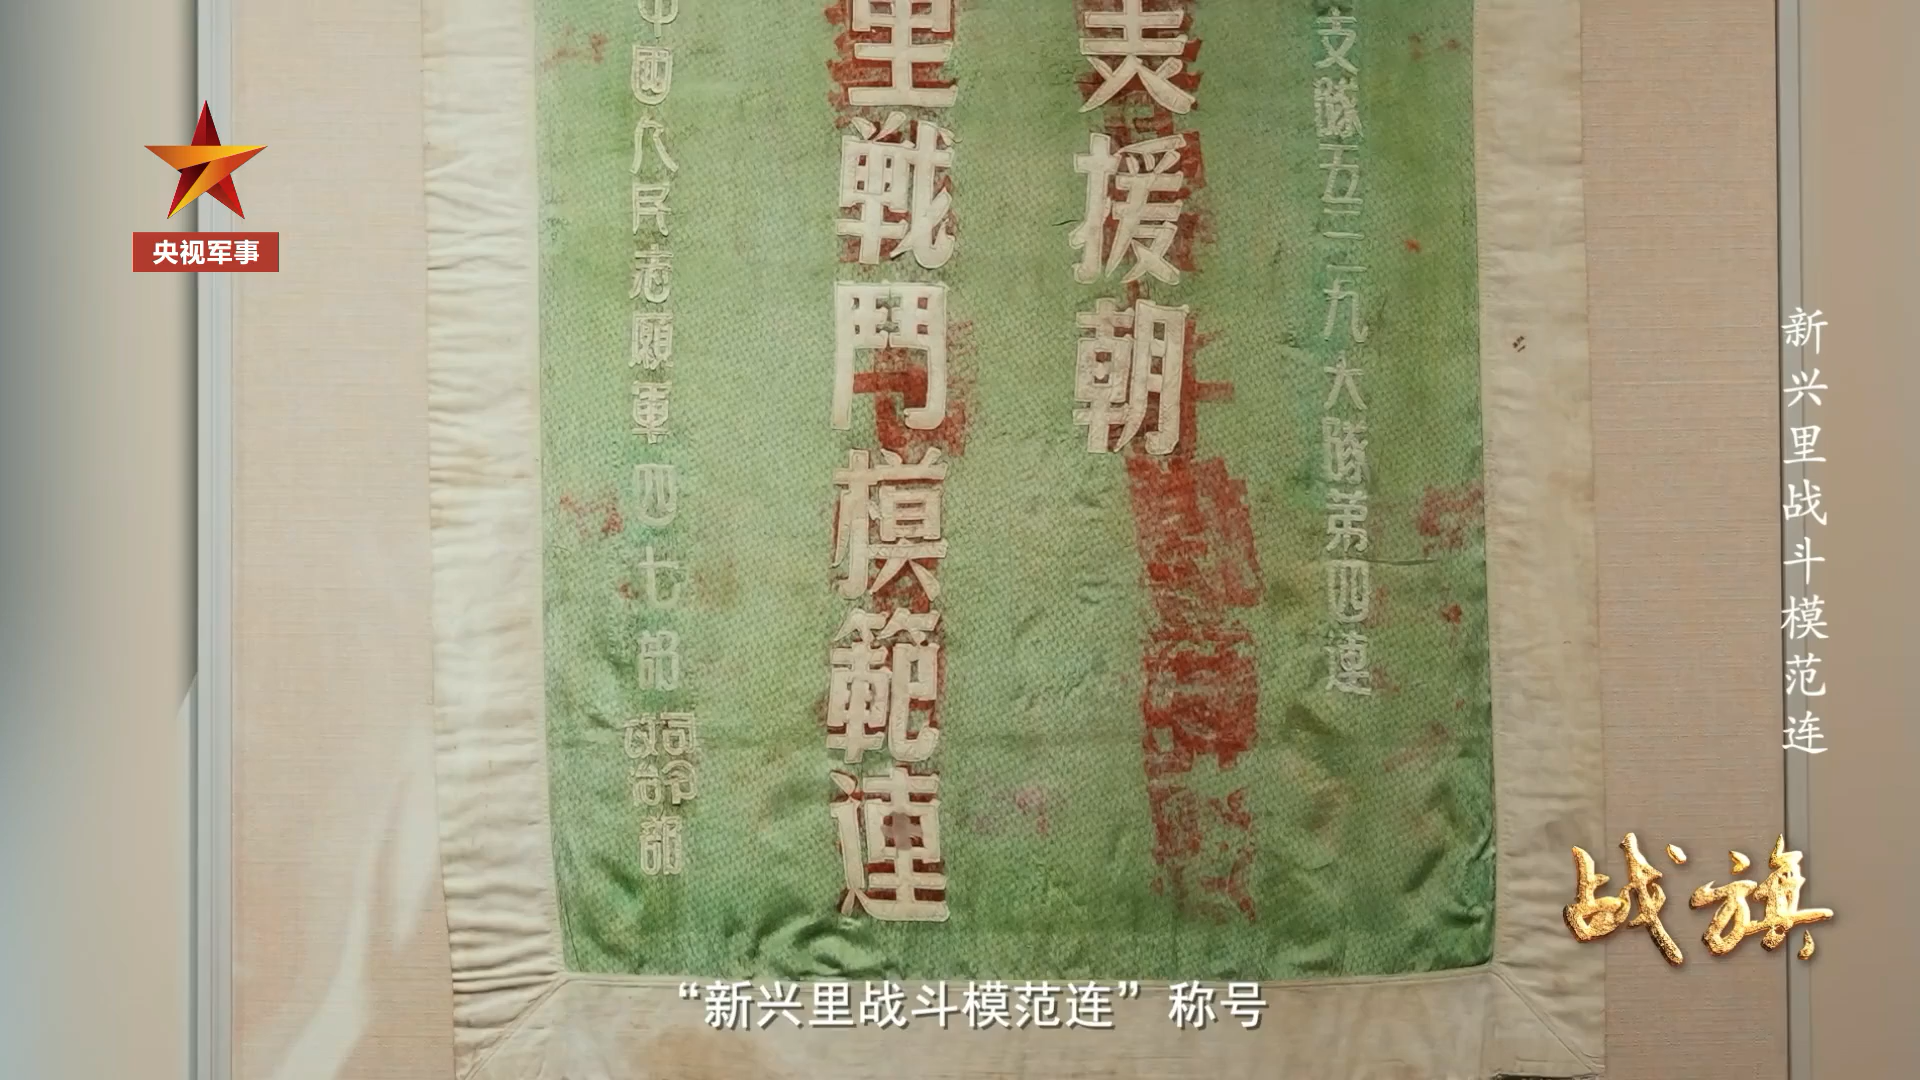 央视军事
支隊五三二九大隊第四連
美援朝
里戦鬥模範連
中國人民志願軍四七部
司令部
政治部
新兴里战斗模范连
战旗
“新兴里战斗模范连”称号